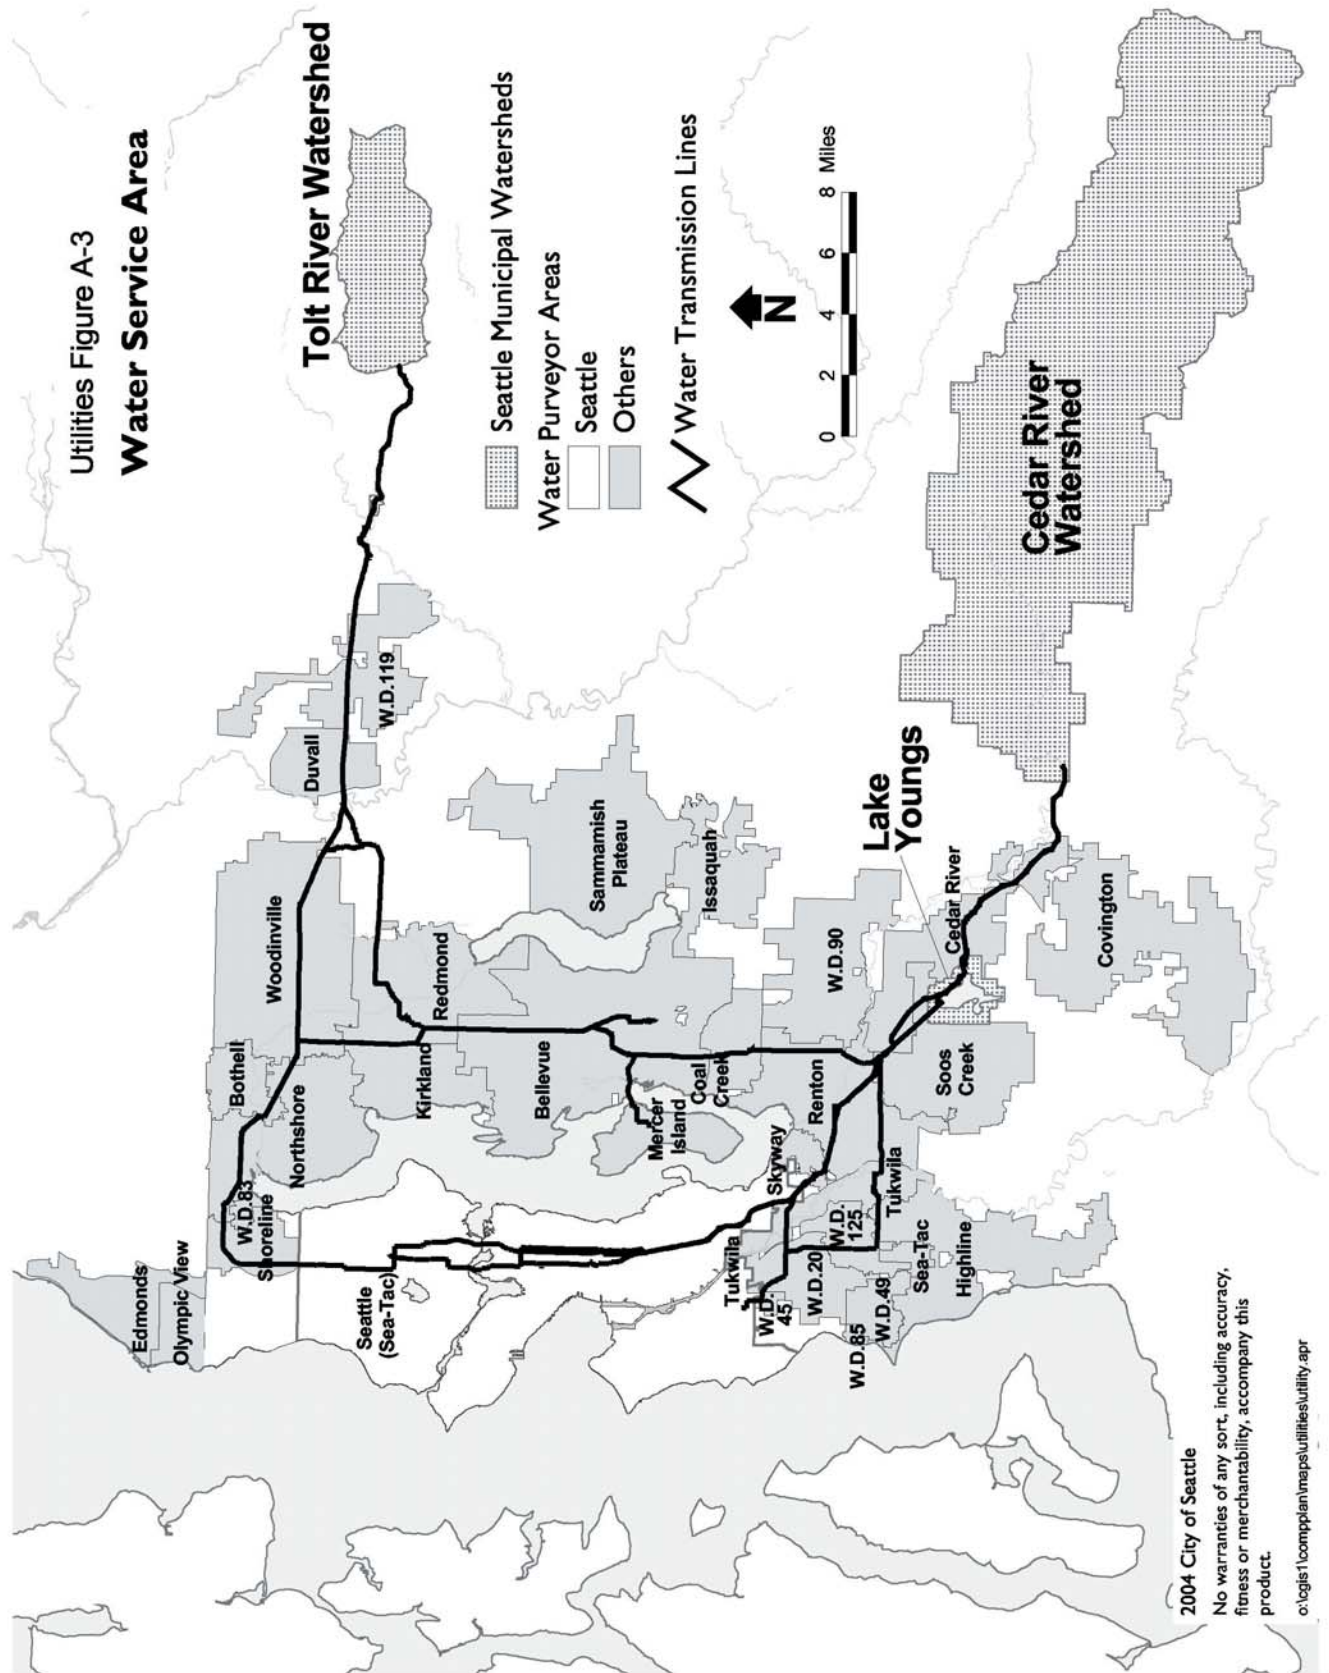 Utilities Figure A-3
Water Service Area
Tolt River Watershed
Seattle Municipal Watersheds
Water Purveyor Areas
Seattle
Others
Water Transmission Lines
N
0 2 4 6 8 Miles
Cedar River
Watershed
Lake
Youngs
W.D.119
Duvall
Sammamish
Plateau
Issaquah
Woodinville
Redmond
W.D.90
Cedar River
Covington
Bothell
Northshore
Kirkland
Bellevue
Mercer
Island
Coal
Creek
Renton
Soos
Creek
Skyway
W.D.83
Shoreline
Edmonds
Olympic View
Seattle
(Sea-Tac)
Tukwila
W.D.
45
W.D.20
W.D.
125
Tukwila
W.D.85
W.D.49
Sea-Tac
Highline
2004 City of Seattle
No warranties of any sort, including accuracy,
fitness or merchantability, accompany this
product.
o:\cgis1\compplan\maps\utilities\utility.apr